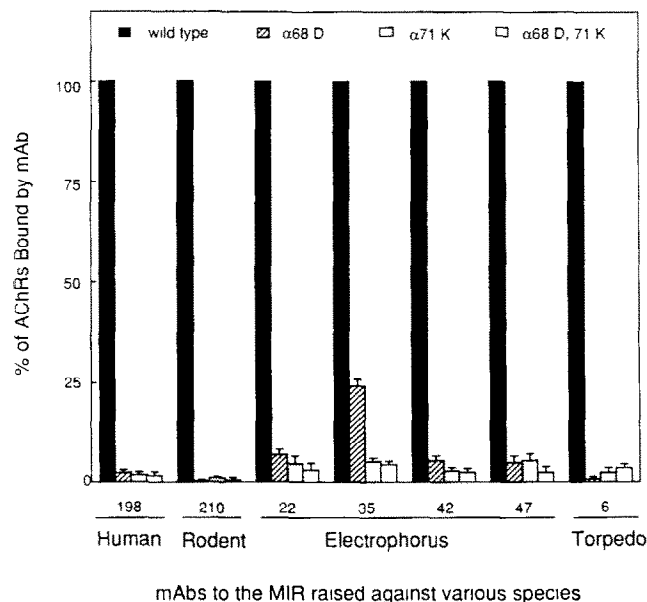 wild type α68 D α71 K α68 D, 71 K
% of AChRs Bound by mAb
100
75
50
25
0
198 210 22 35 42 47 6
Human Rodent Electrophorus Torpedo
mAbs to the MIR raised against various species